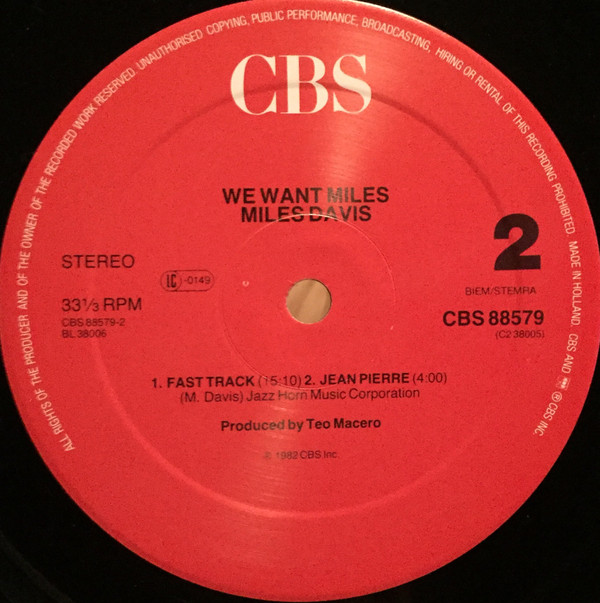 ALL RIGHTS OF THE PRODUCER AND OF THE OWNER OF THE RECORDED WORK RESERVED. UNAUTHORISED COPYING, PUBLIC PERFORMANCE, BROADCASTING, HIRING OR RENTAL OF THIS RECORDING PROHIBITED. MADE IN HOLLAND. CBS AND ® CBS INC.
CBS
WE WANT MILES
MILES DAVIS
2
STEREO
LC -0149
BIEM/STEMRA
33⅓ RPM
CBS 88579
CBS 88579-2
(C2 38005)
BL 38006
1. FAST TRACK (15:10) 2. JEAN PIERRE (4:00)
(M. Davis) Jazz Horn Music Corporation
Produced by Teo Macero
℗ 1982 CBS Inc.